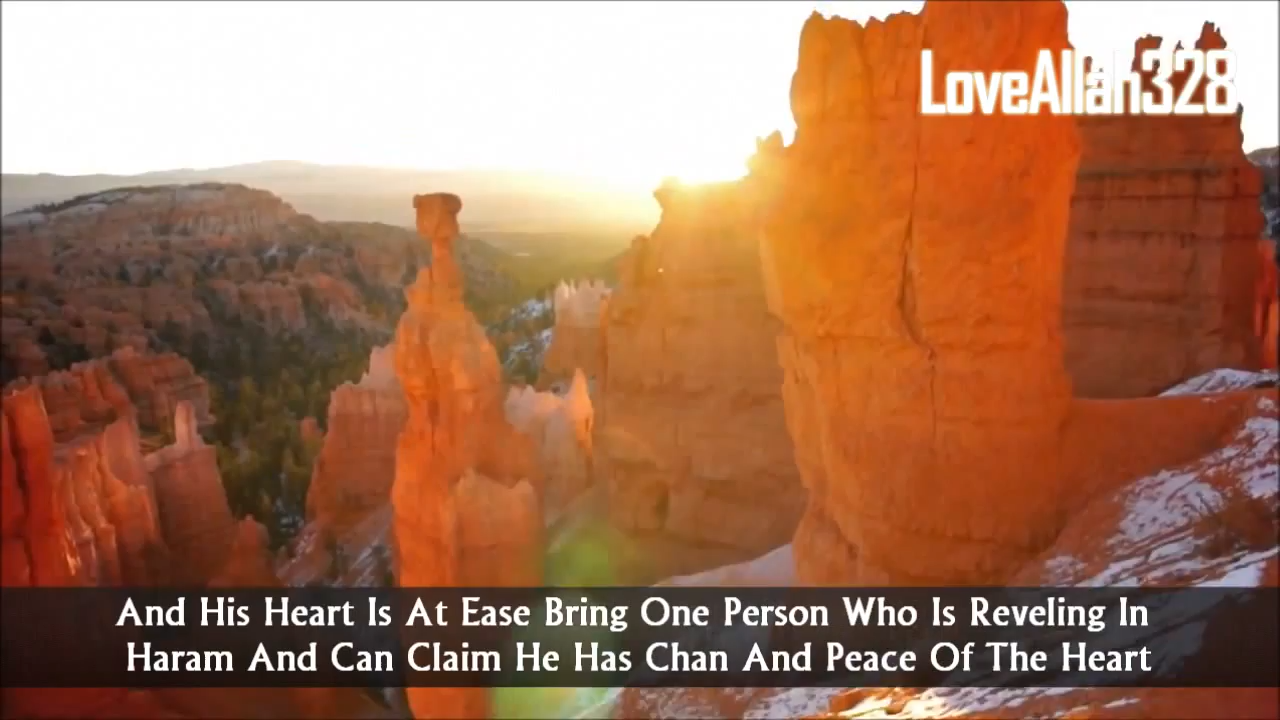 LoveAllah328
And His Heart Is At Ease Bring One Person Who Is Reveling In
Haram And Can Claim He Has Chan And Peace Of The Heart